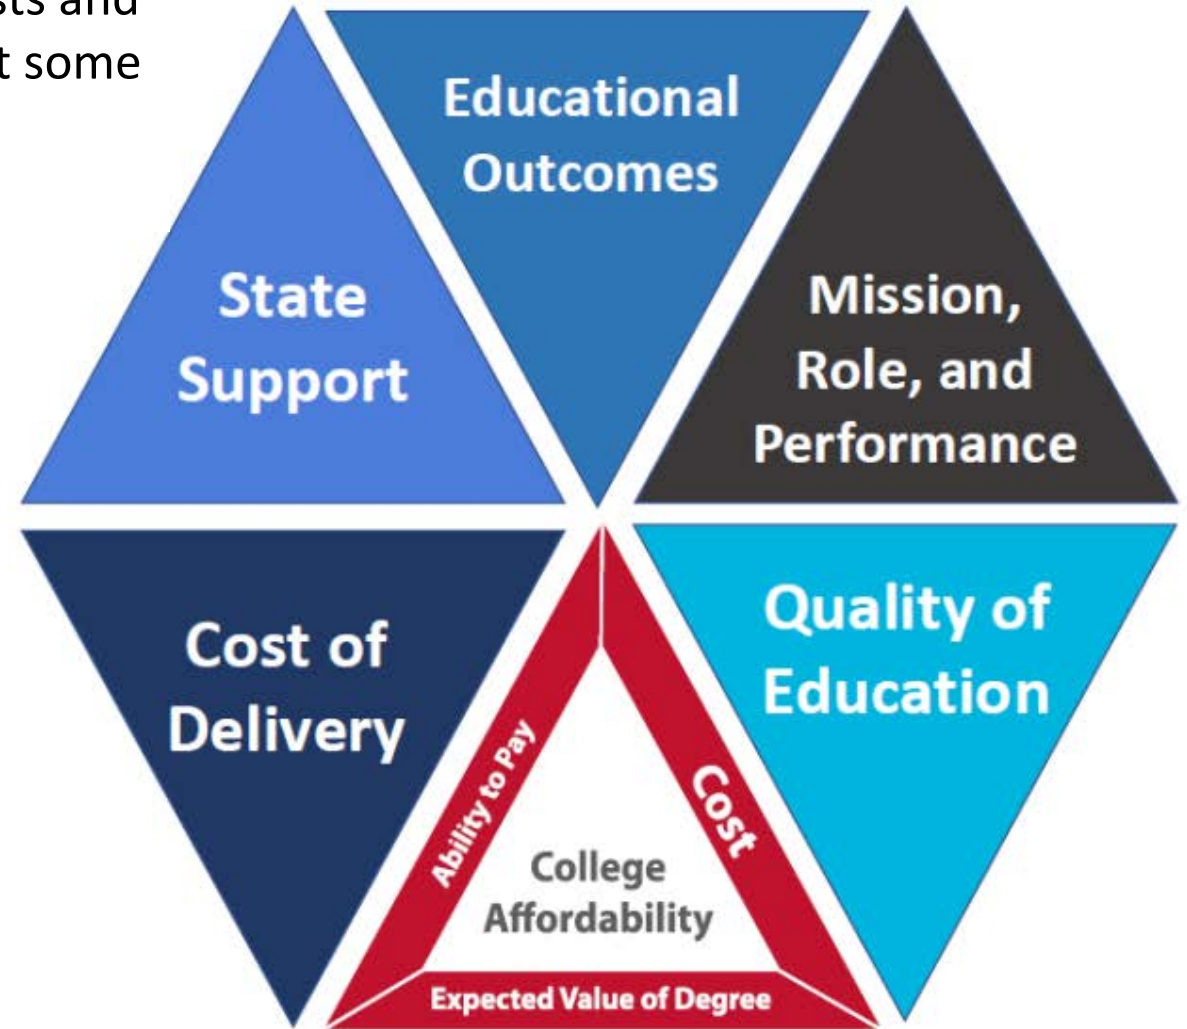 and
t some
Educational
Outcomes
State
Support
Mission,
Role, and
Performance
Cost of
Delivery
Quality of
Education
Ability to Pay
Cost
College
Affordability
Expected Value of Degree